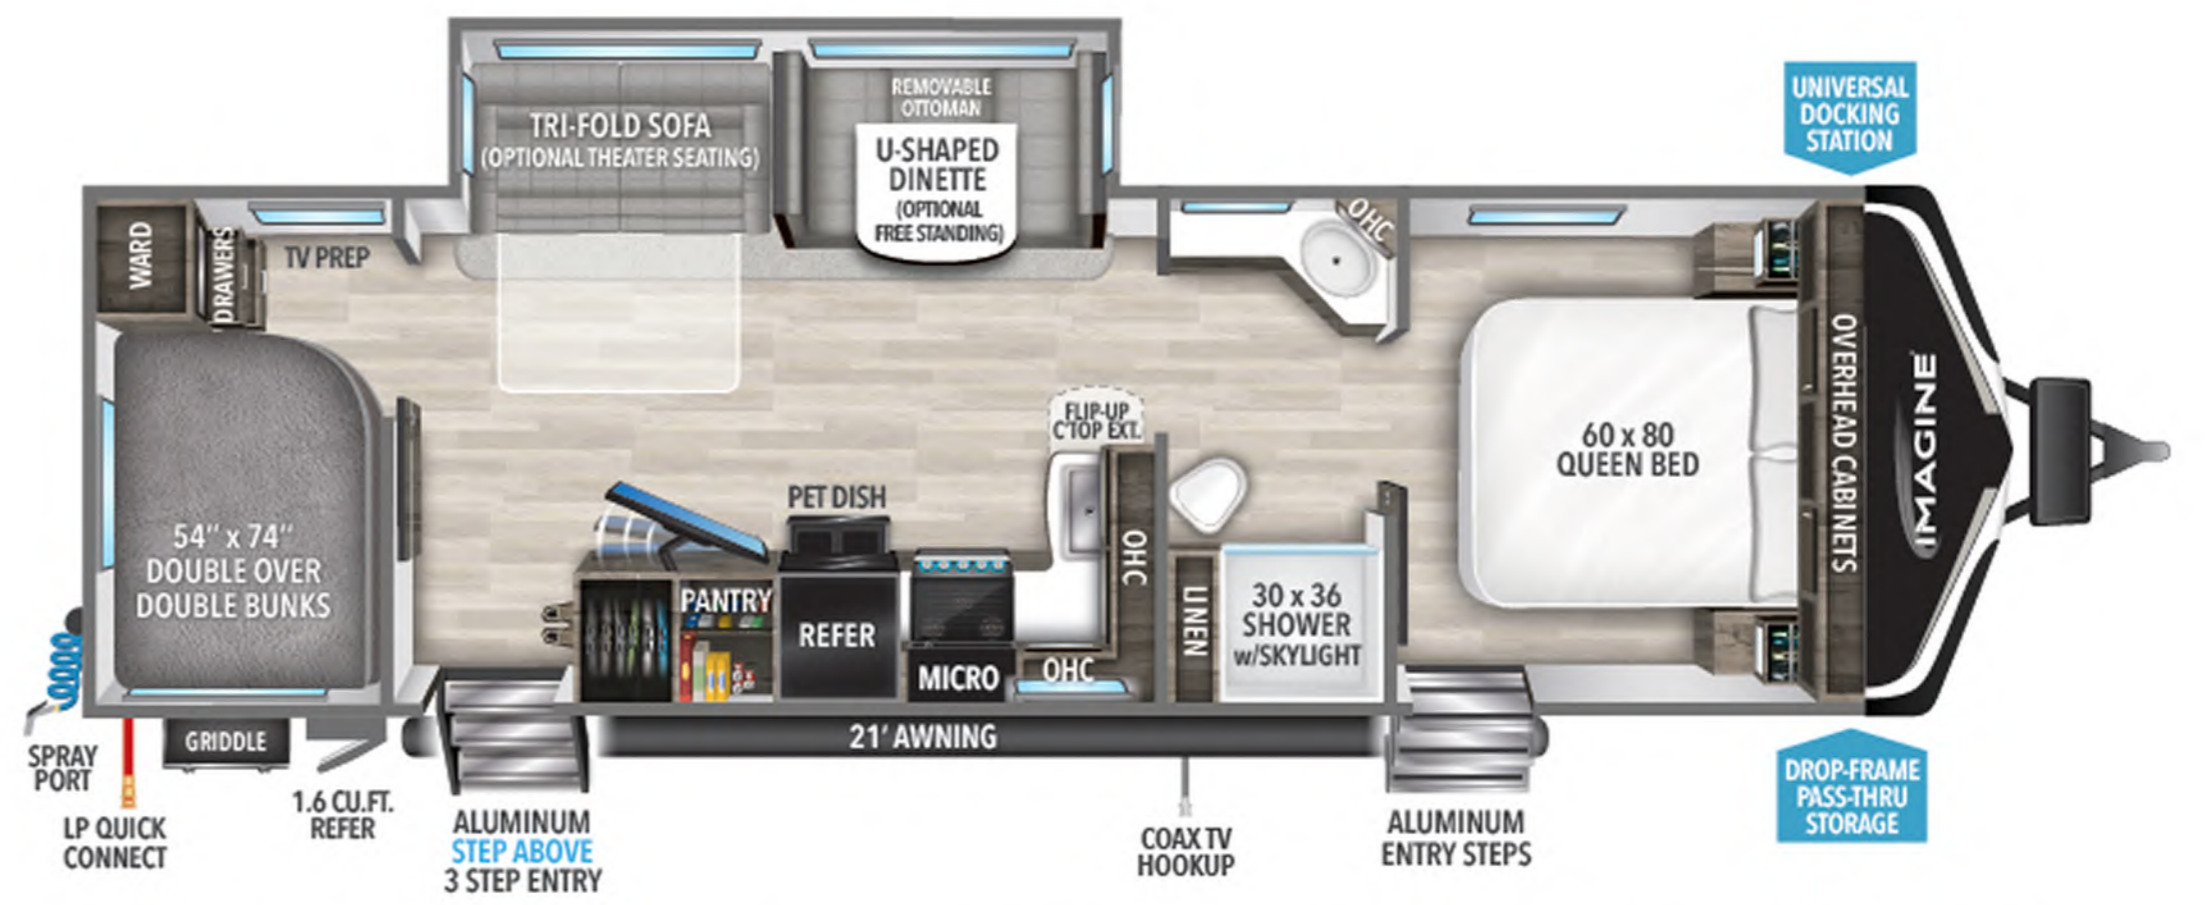 UNIVERSAL
DOCKING
STATION
REMOVABLE
OTTOMAN
TRI-FOLD SOFA
(OPTIONAL THEATER SEATING)
U-SHAPED
DINETTE
(OPTIONAL
FREE STANDING)
WARD
DRAWERS
TV PREP
OHC
OVERHEAD CABINETS
IMAGINE
FLIP-UP
C'TOP EXT.
60 x 80
QUEEN BED
54" x 74"
DOUBLE OVER
DOUBLE BUNKS
PET DISH
PANTRY
REFER
MICRO
OHC
OHC
LINEN
30 x 36
SHOWER
w/SKYLIGHT
GRIDDLE
21' AWNING
SPRAY
PORT
LP QUICK
CONNECT
1.6 CU.FT.
REFER
ALUMINUM
STEP ABOVE
3 STEP ENTRY
COAX TV
HOOKUP
ALUMINUM
ENTRY STEPS
DROP-FRAME
PASS-THRU
STORAGE